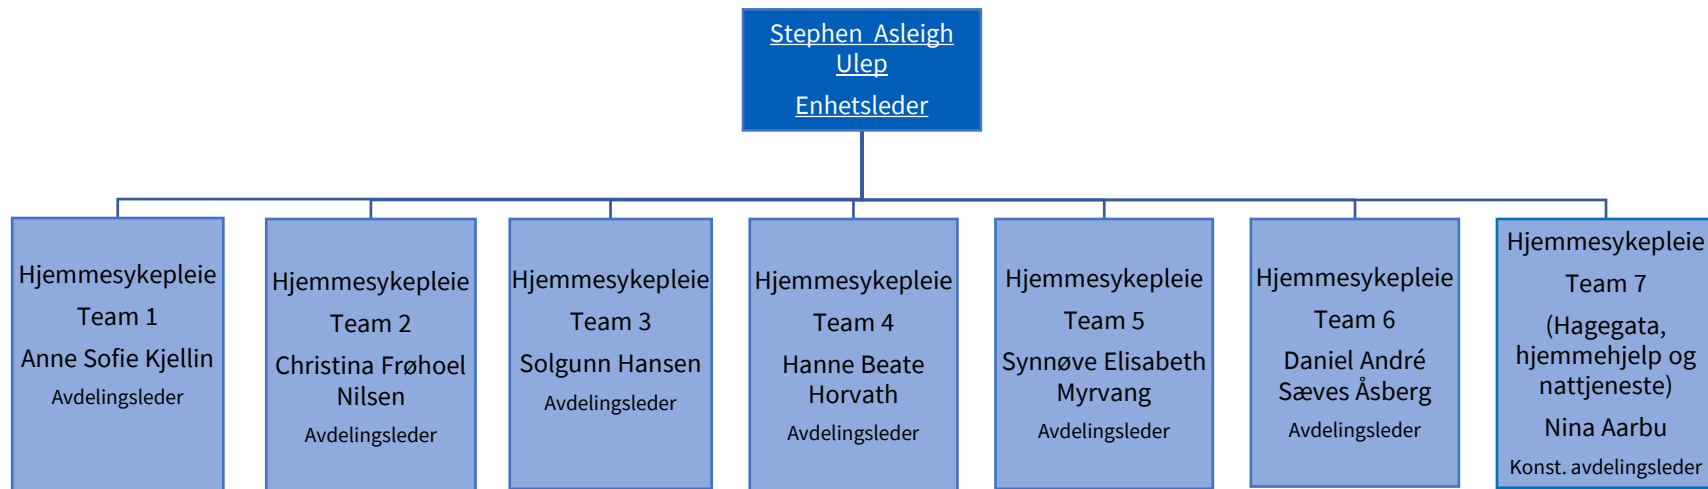 Stephen Asleigh
Ulep
Enhetsleder
Hjemmesykepleie
Team 1
Anne Sofie Kjellin
Avdelingsleder
Hjemmesykepleie
Team 2
Christina Frøhoel
Nilsen
Avdelingsleder
Hjemmesykepleie
Team 3
Solgunn Hansen
Avdelingsleder
Hjemmesykepleie
Team 4
Hanne Beate
Horvath
Avdelingsleder
Hjemmesykepleie
Team 5
Synnøve Elisabeth
Myrvang
Avdelingsleder
Hjemmesykepleie
Team 6
Daniel André
Sæves Åsberg
Avdelingsleder
Hjemmesykepleie
Team 7
(Hagegata,
hjemmehjelp og
nattjeneste)
Nina Aarbu
Konst. avdelingsleder